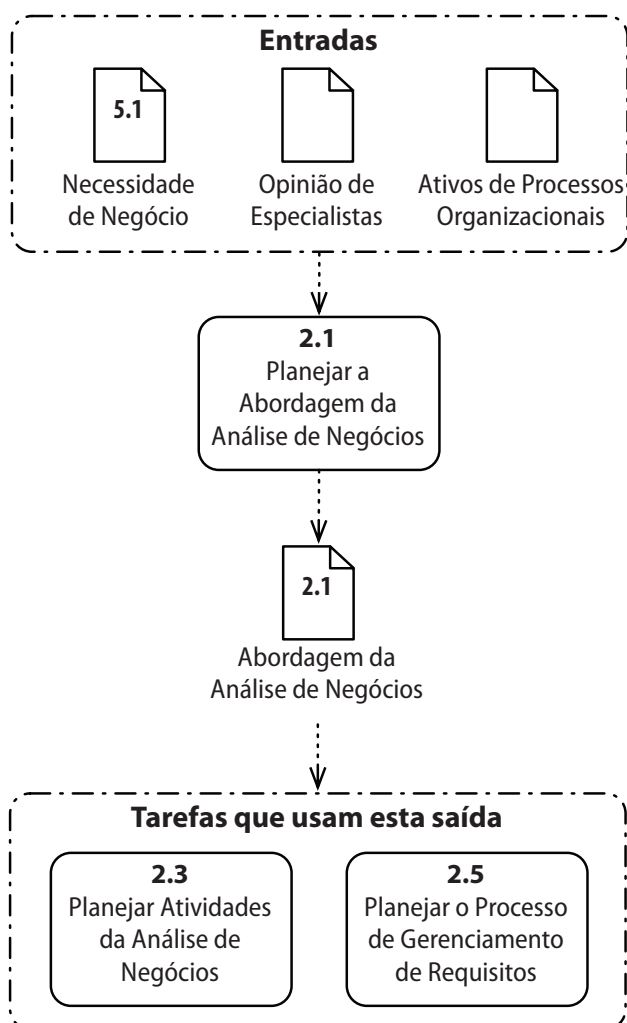 Entradas
5.1
Necessidade
de Negócio
Opinião de
Especialistas
Ativos de Processos
Organizacionais
2.1
Planejar a
Abordagem da
Análise de Negócios
2.1
Abordagem da
Análise de Negócios
Tarefas que usam esta saída
2.3
Planejar Atividades
da Análise de
Negócios
2.5
Planejar o Processo
de Gerenciamento
de Requisitos